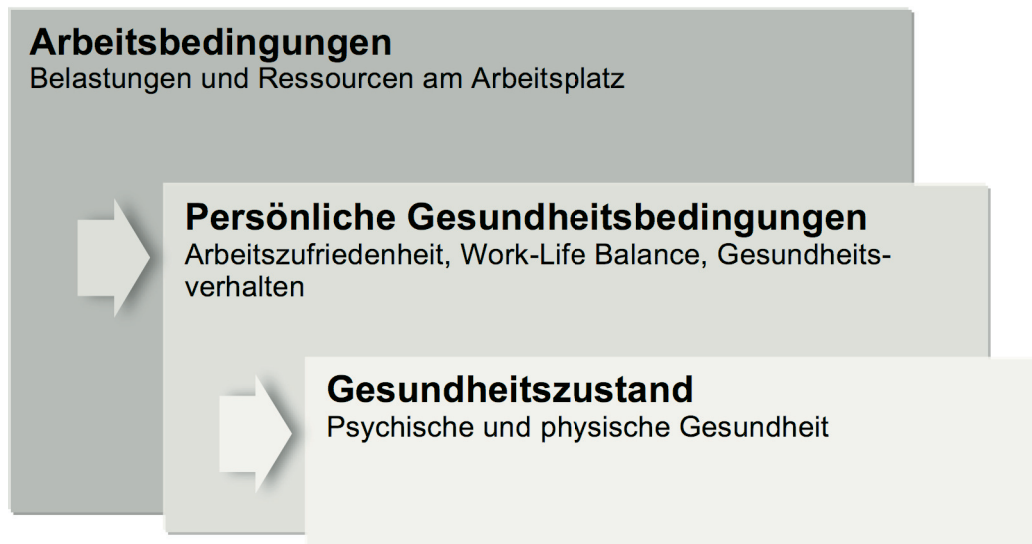 Arbeitsbedingungen
Belastungen und Ressourcen am Arbeitsplatz
Persönliche Gesundheitsbedingungen
Arbeitszufriedenheit, Work-Life Balance, Gesundheits-
verhalten
Gesundheitszustand
Psychische und physische Gesundheit